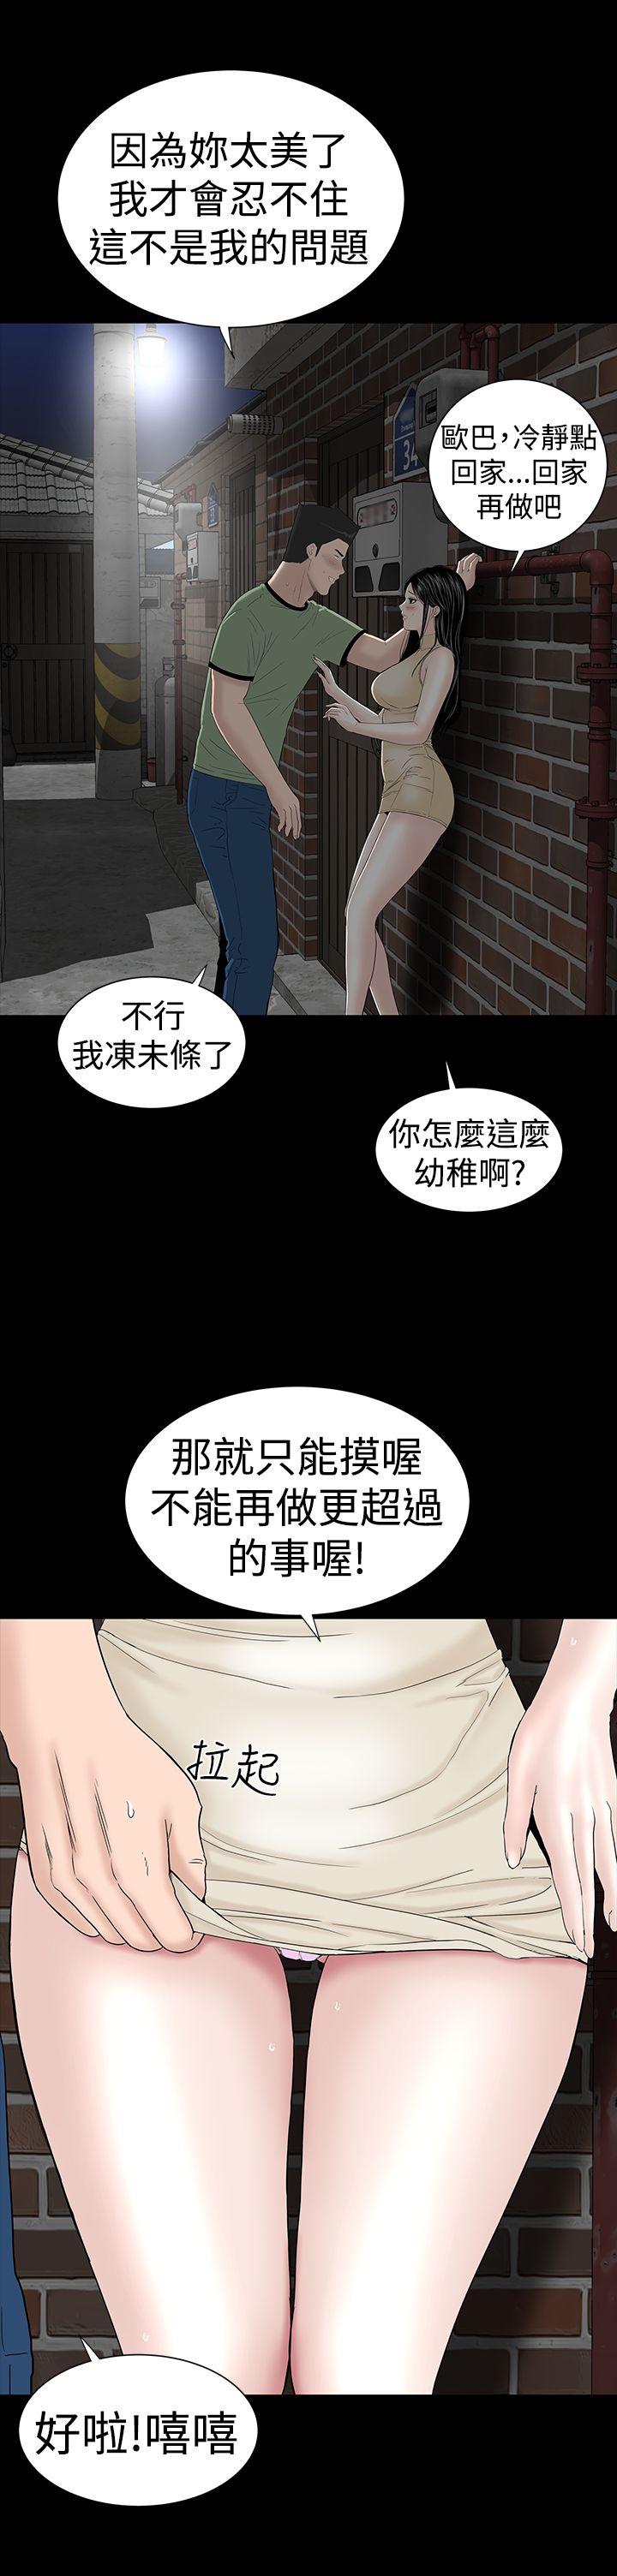 因為妳太美了
我才會忍不住
這不是我的問題
歐巴,冷靜點
回家...回家
再做吧
34
不行
我凍未條了
你怎麼這麼
幼稚啊?
那就只能摸喔
不能再做更超過
的事喔!
拉起
好啦!嘻嘻